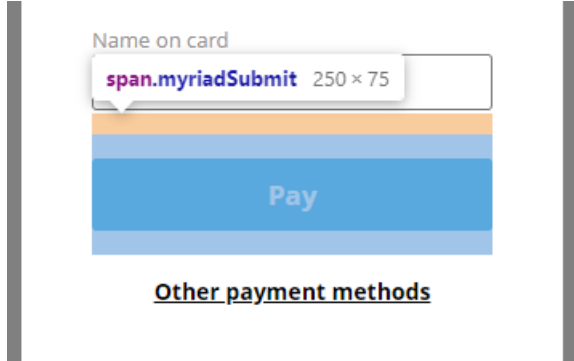 Name on card
span.myriadSubmit 250 × 75
Pay
Other payment methods